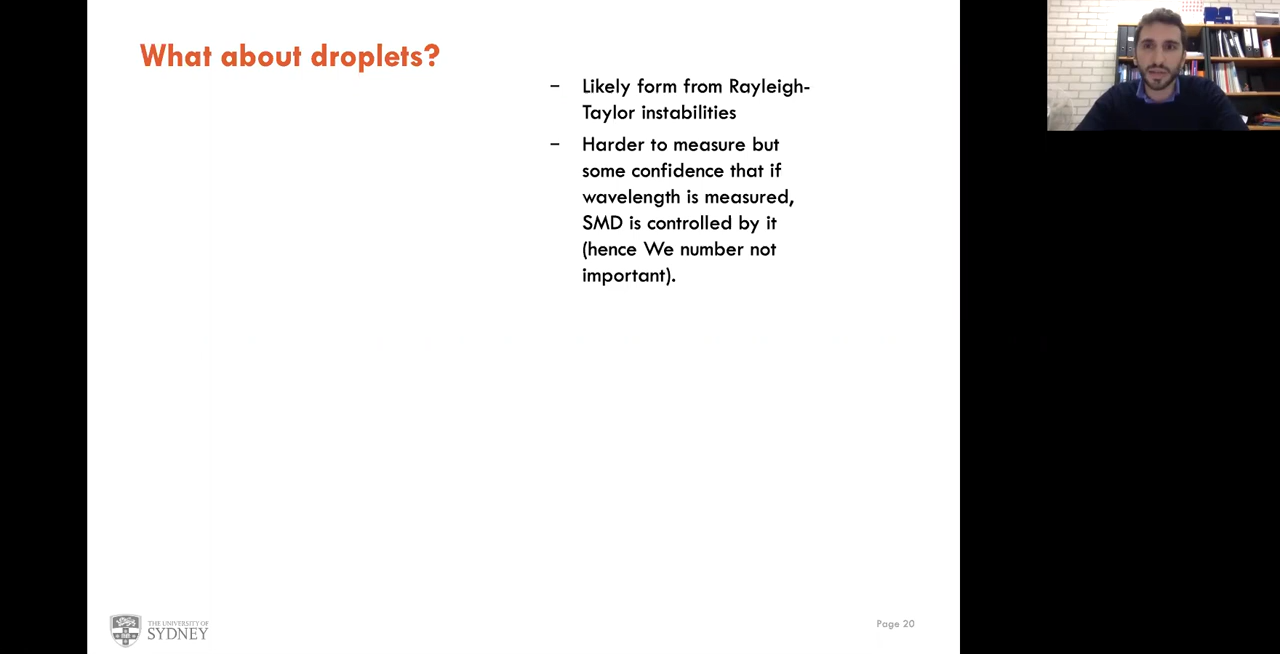 What about droplets?
– Likely form from Rayleigh-
Taylor instabilities
– Harder to measure but
some confidence that if
wavelength is measured,
SMD is controlled by it
(hence We number not
important).
THE UNIVERSITY OF
SYDNEY
Page 20